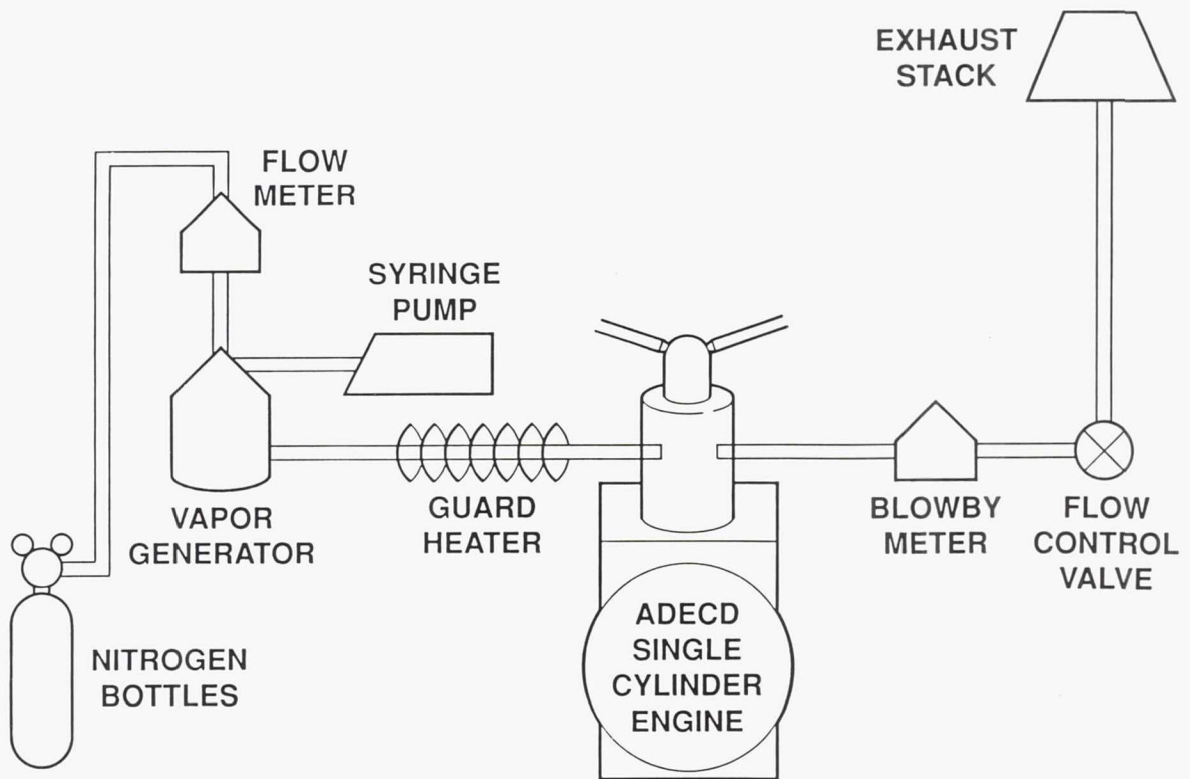 EXHAUST
STACK
FLOW
METER
SYRINGE
PUMP
VAPOR
GENERATOR
GUARD
HEATER
BLOWBY
METER
FLOW
CONTROL
VALVE
NITROGEN
BOTTLES
ADECD
SINGLE
CYLINDER
ENGINE